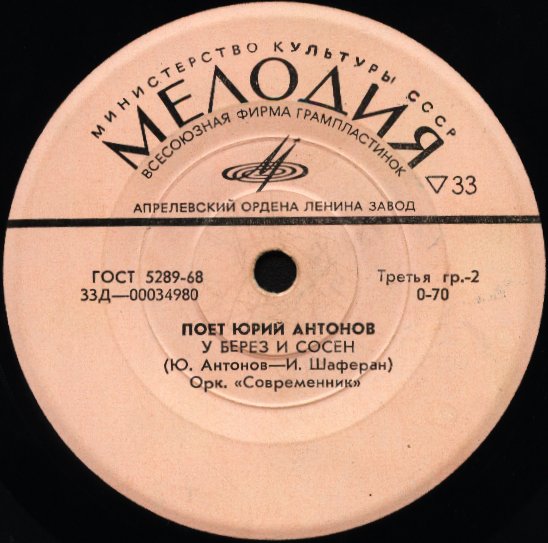 МИНИСТЕРСТВО КУЛЬТУРЫ СССР
МЕЛОДИЯ
ВСЕСОЮЗНАЯ ФИРМА ГРАМПЛАСТИНОК
▽33
АПРЕЛЕВСКИЙ ОРДЕНА ЛЕНИНА ЗАВОД
ГОСТ 5289-68
33Д—00034980
Третья гр.-2
0-70
ПОЕТ ЮРИЙ АНТОНОВ
У БЕРЕЗ И СОСЕН
(Ю. Антонов—И. Шаферан)
Орк. «Современник»